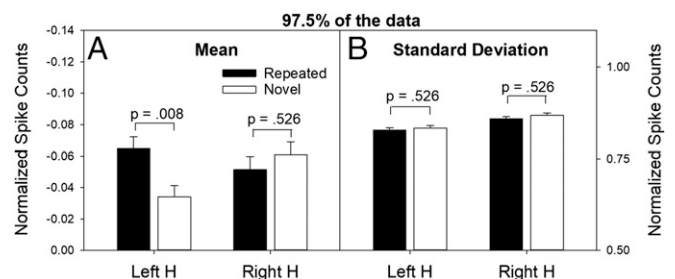 97.5% of the data
A
Mean
Repeated
Novel
p = .008
p = .526
Normalized Spike Counts
-0.14
-0.12
-0.10
-0.08
-0.06
-0.04
-0.02
0.00
Left H
Right H
B
Standard Deviation
p = .526
p = .526
1.00
0.75
0.50
Normalized Spike Counts
Left H
Right H